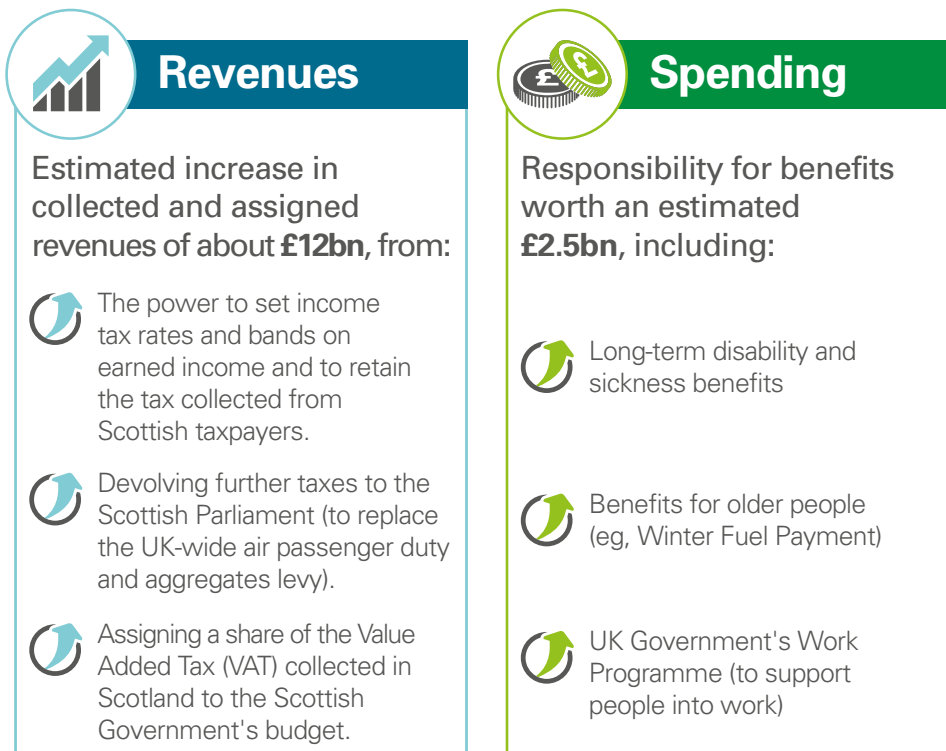 Revenues
Estimated increase in
collected and assigned
revenues of about £12bn, from:
The power to set income
tax rates and bands on
earned income and to retain
the tax collected from
Scottish taxpayers.
Devolving further taxes to the
Scottish Parliament (to replace
the UK-wide air passenger duty
and aggregates levy).
Assigning a share of the Value
Added Tax (VAT) collected in
Scotland to the Scottish
Government's budget.
££
Spending
Responsibility for benefits
worth an estimated
£2.5bn, including:
Long-term disability and
sickness benefits
Benefits for older people
(eg, Winter Fuel Payment)
UK Government's Work
Programme (to support
people into work)